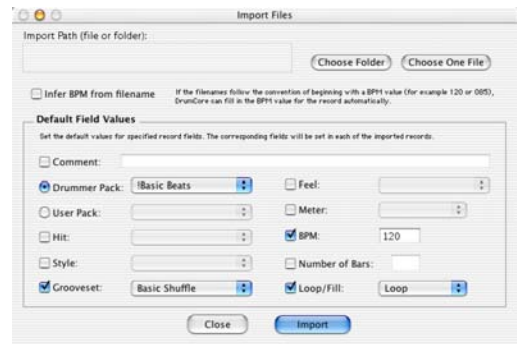 Import Files
Import Path (file or folder):
Choose Folder
Choose One File
Infer BPM from filename
If the filenames follow the convention of beginning with a BPM value (for example 120 or 085),
DrumCore can fill in the BPM value for the record automatically.
Default Field Values
Set the default values for specified record fields. The corresponding fields will be set in each of the imported records.
Comment:
Drummer Pack: !Basic Beats
Feel:
User Pack:
Meter:
Hit:
BPM: 120
Style:
Number of Bars:
Grooveset: Basic Shuffle
Loop/Fill: Loop
Close
Import